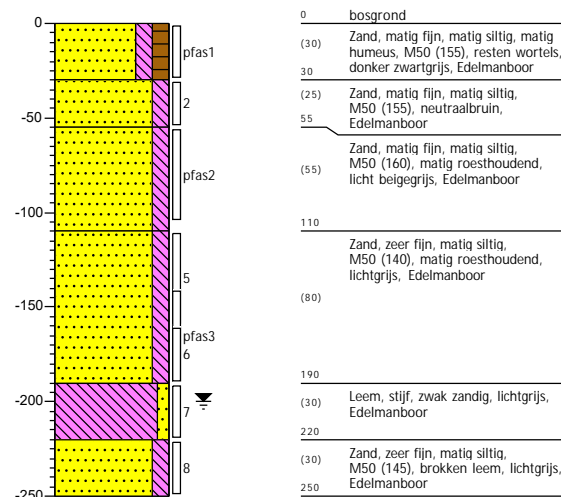 0
-50
-100
-150
-200
-250
pfas1
2
pfas2
5
pfas3
6
7
8
0 bosgrond
(30) Zand, matig fijn, matig siltig, matig
humeus, M50 (155), resten wortels,
donker zwartgrijs, Edelmanboor
30
(25) Zand, matig fijn, matig siltig,
M50 (155), neutraalbruin,
Edelmanboor
55
Zand, matig fijn, matig siltig,
M50 (160), matig roesthoudend,
licht beigegrijs, Edelmanboor
(55)
110
Zand, zeer fijn, matig siltig,
M50 (140), matig roesthoudend,
lichtgrijs, Edelmanboor
(80)
190
(30) Leem, stijf, zwak zandig, lichtgrijs,
Edelmanboor
220
(30) Zand, zeer fijn, matig siltig,
M50 (145), brokken leem, lichtgrijs,
Edelmanboor
250